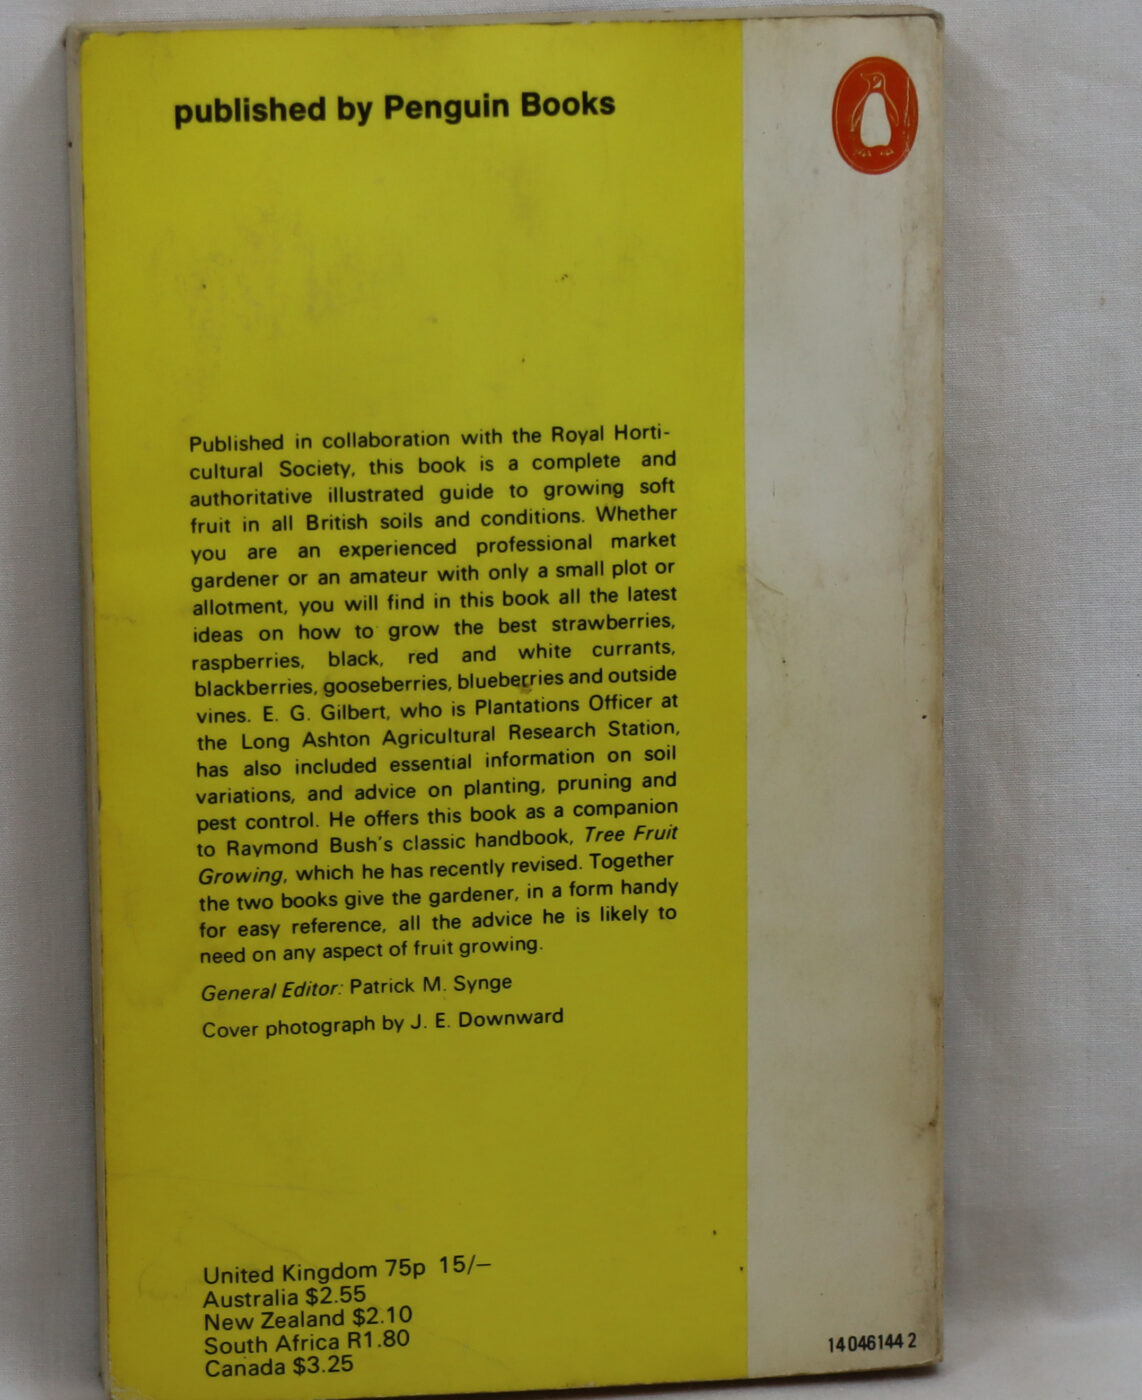 published by Penguin Books
Published in collaboration with the Royal Horti-
cultural Society, this book is a complete and
authoritative illustrated guide to growing soft
fruit in all British soils and conditions. Whether
you are an experienced professional market
gardener or an amateur with only a small plot or
allotment, you will find in this book all the latest
ideas on how to grow the best strawberries,
raspberries, black, red and white currants,
blackberries, gooseberries, blueberries and outside
vines. E. G. Gilbert, who is Plantations Officer at
the Long Ashton Agricultural Research Station,
has also included essential information on soil
variations, and advice on planting, pruning and
pest control. He offers this book as a companion
to Raymond Bush's classic handbook, Tree Fruit
Growing, which he has recently revised. Together
the two books give the gardener, in a form handy
for easy reference, all the advice he is likely to
need on any aspect of fruit growing.
General Editor: Patrick M. Synge
Cover photograph by J. E. Downward
United Kingdom 75p 15/–
Australia $2.55
New Zealand $2.10
South Africa R1.80
Canada $3.25
14 046144 2